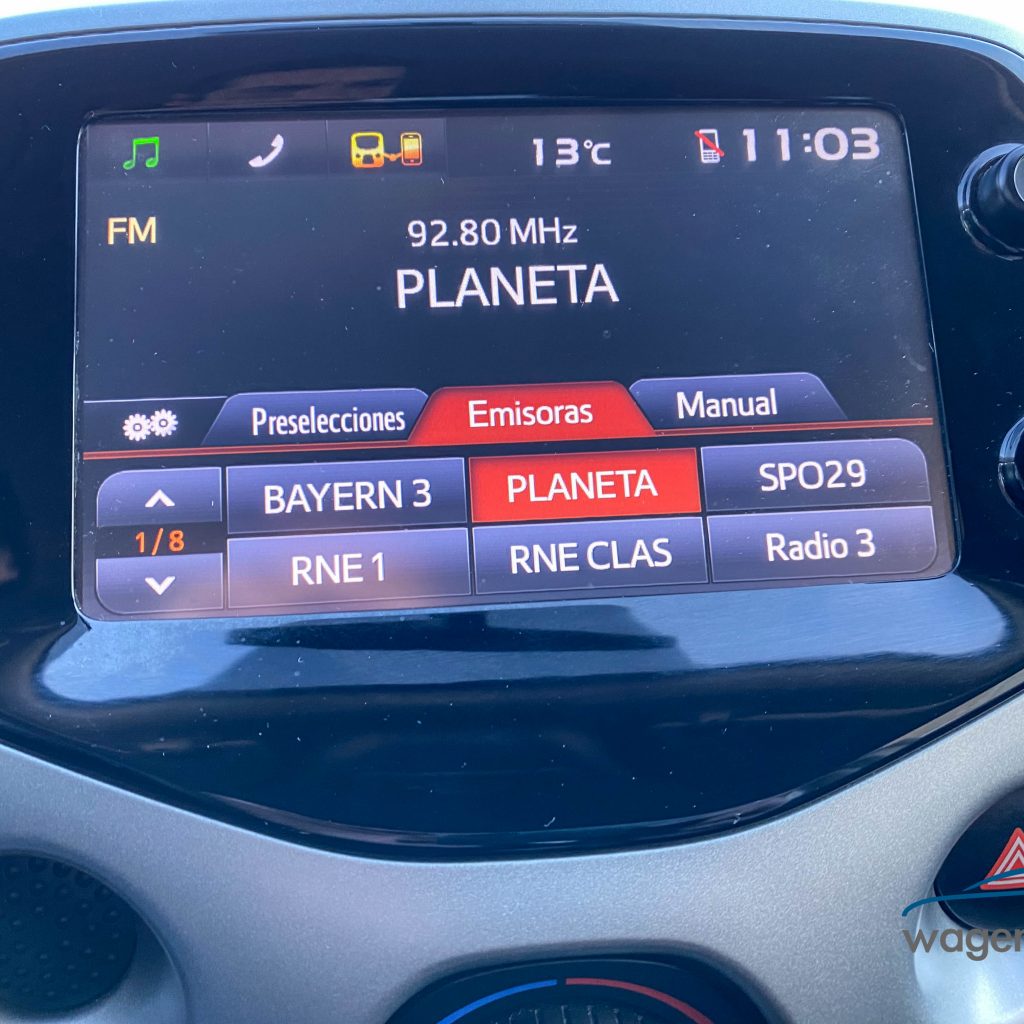 13°C 11:03
FM
92.80 MHz
PLANETA
Preselecciones Emisoras Manual
BAYERN 3 PLANETA SPO29
1/8
RNE 1 RNE CLAS Radio 3